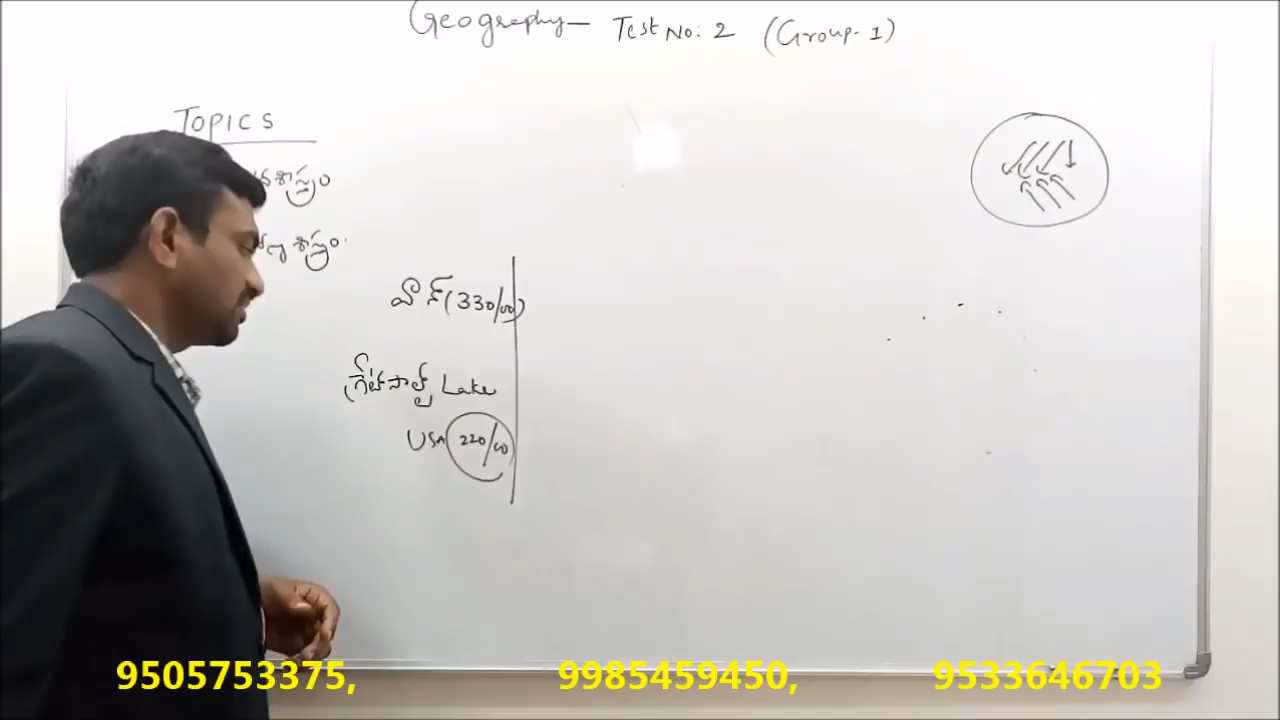 Geography- Test No: 2 (Group-1)
TOPICS
శాస్త్రం
శాస్త్రం.
వాన్ (330/00)
గ్రేట్ సాల్ట్ Lake
USA 220/00
9505753375, 9985459450, 9533646703